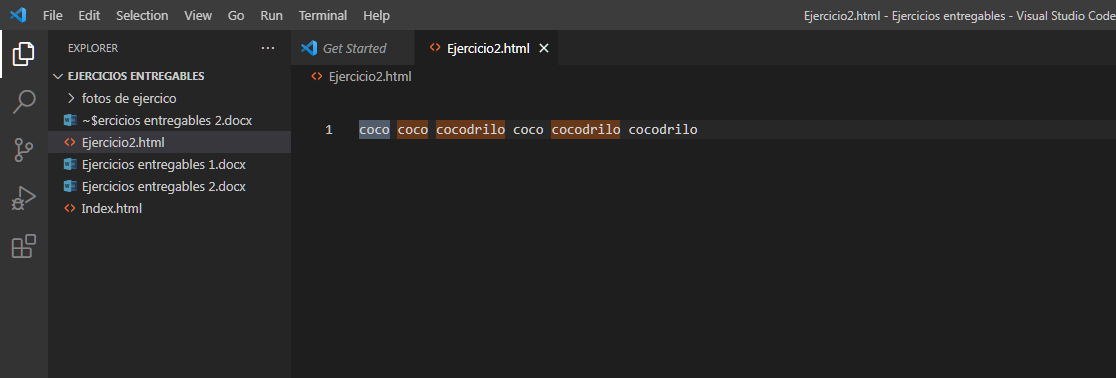 File Edit Selection View Go Run Terminal Help
Ejercicio2.html - Ejercicios entregables - Visual Studio Code
EXPLORER ···
EJERCICIOS ENTREGABLES
fotos de ejercico
~$ercicios entregables 2.docx
Ejercicio2.html
Ejercicios entregables 1.docx
Ejercicios entregables 2.docx
Index.html
Get Started
Ejercicio2.html
Ejercicio2.html
1 coco coco cocodrilo coco cocodrilo cocodrilo